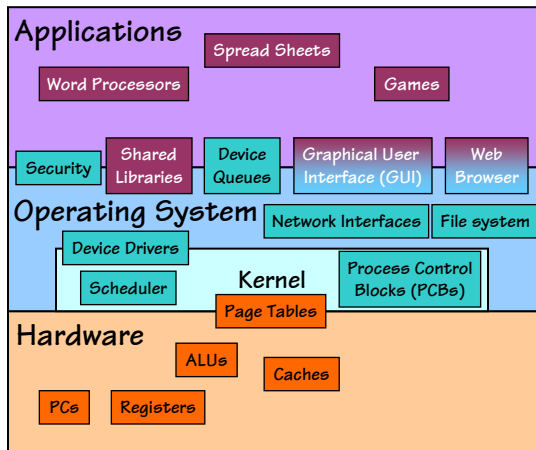 Applications
Spread Sheets
Word Processors
Games
Security
Shared
Libraries
Device
Queues
Graphical User
Interface (GUI)
Web
Browser
Operating System
Network Interfaces
File system
Device Drivers
Scheduler
Kernel
Process Control
Blocks (PCBs)
Page Tables
Hardware
ALUs
Caches
PCs
Registers